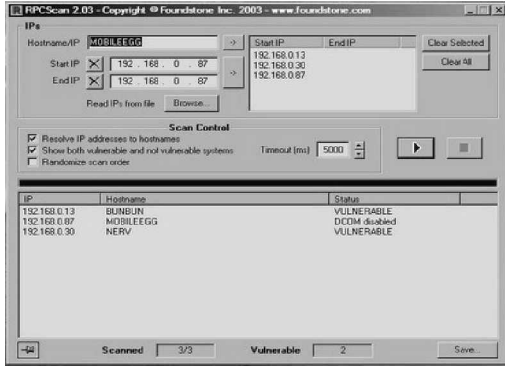 RPCScan 2.03 - Copyright © Foundstone Inc. 2003 - www.foundstone.com
IPs
Hostname/IP MOBILEEGG ->
Start IP X 192 . 168 . 0 . 87
End IP X 192 . 168 . 0 . 87
->
Read IPs from file Browse...
Start IP End IP
192.168.0.13
192.168.0.30
192.168.0.87
Clear Selected
Clear All
Scan Control
Resolve IP addresses to hostnames
Show both vulnerable and not vulnerable systems
Randomize scan order
Timeout (ms) 5000
IP Hostname Status
192.168.0.13 BUNBUN VULNERABLE
192.168.0.87 MOBILEEGG DCOM disabled
192.168.0.30 NERV VULNERABLE
Scanned 3/3 Vulnerable 2 Save...